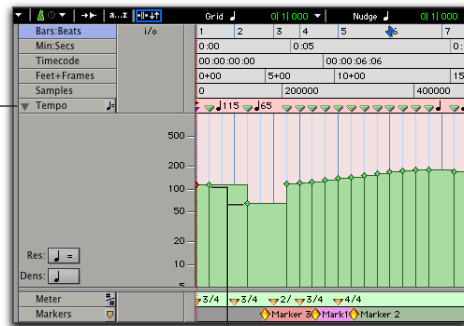 a...z Grid 0| 1| 000 Nudge 0| 1| 000
Bars:Beats i/o 1 2 3 4 5 6 7
Min:Secs 0:00 0:05
Timecode 00:00:00:00 00:00:06:06
Feet+Frames 0+00 5+00 10+00 15
Samples 0 200000 400000
Tempo 115 65
500
200
100
50
20
10
5
Res: =
Dens:
Meter 3/4 3/4 2/ 3/4 4/4
Markers Marker 3 Mark1 Marker 2